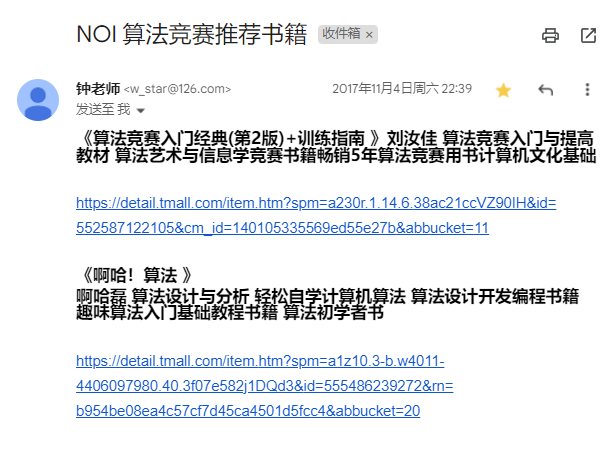 NOI 算法竞赛推荐书籍 收件箱 ×
钟老师 <w_star@126.com> 2017年11月4日周六 22:39
发送至 我
《算法竞赛入门经典(第2版)+训练指南 》刘汝佳 算法竞赛入门与提高
教材 算法艺术与信息学竞赛书籍畅销5年算法竞赛用书计算机文化基础
https://detail.tmall.com/item.htm?spm=a230r.1.14.6.38ac21ccVZ90IH&id=
552587122105&cm_id=140105335569ed55e27b&abbucket=11
《啊哈！算法 》
啊哈磊 算法设计与分析 轻松自学计算机算法 算法设计开发编程书籍
趣味算法入门基础教程书籍 算法初学者书
https://detail.tmall.com/item.htm?spm=a1z10.3-b.w4011-
4406097980.40.3f07e582j1DQd3&id=555486239272&rn=
b954be08ea4c57cf7d45ca4501d5fcc4&abbucket=20